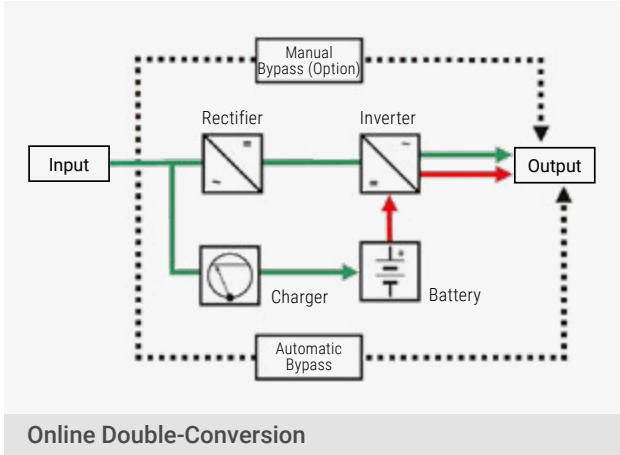 Manual
Bypass (Option)
Rectifier
Inverter
Input
Output
Charger
Battery
Automatic
Bypass
Online Double-Conversion